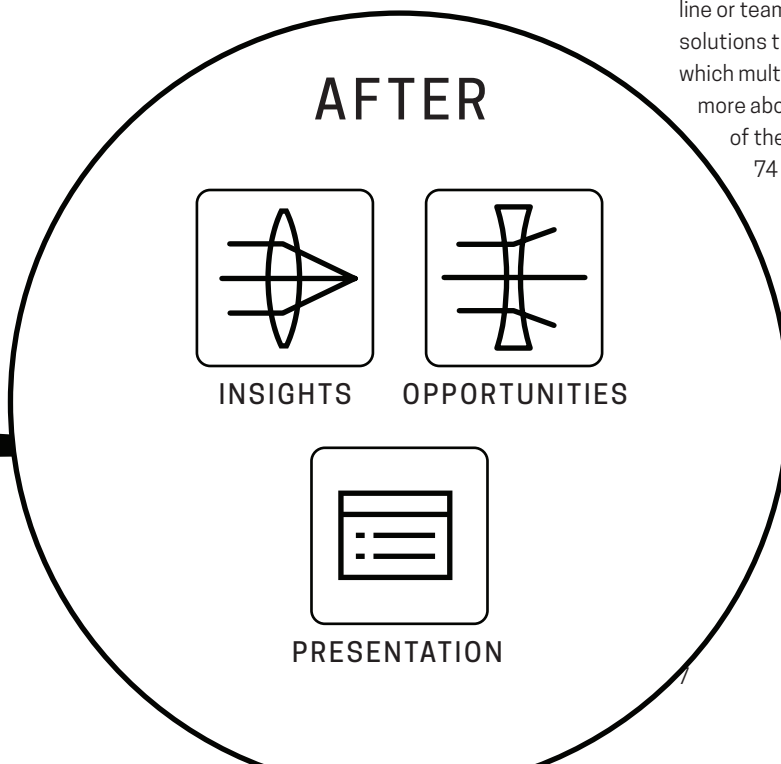 line or team
solutions t
which mult
more abo
of the
74
AFTER
INSIGHTS OPPORTUNITIES
PRESENTATION
7